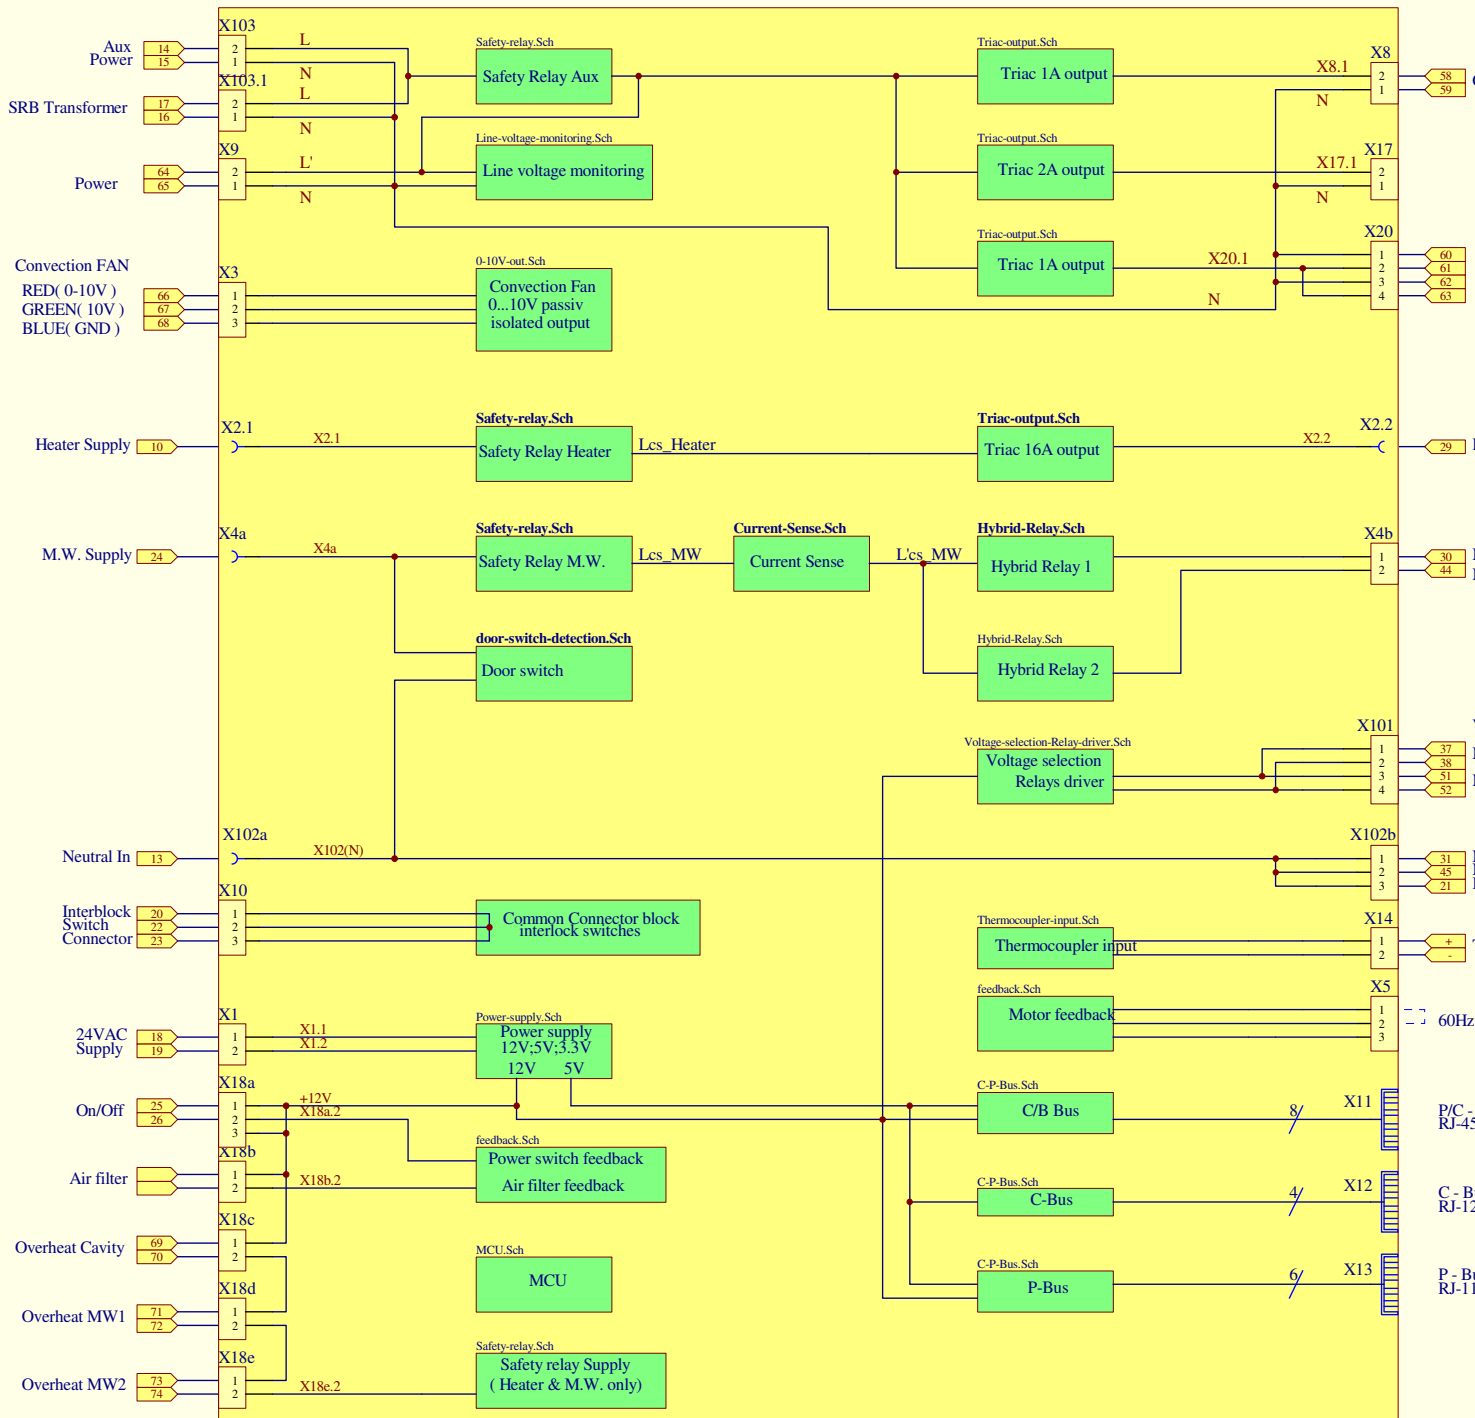 X103
Aux
Power
14
15
2
1
L
N
X103.1
SRB Transformer
17
16
2
1
L
N
X9
Power
64
65
2
1
L'
N
Safety-relay.Sch
Safety Relay Aux
Line-voltage-monitoring.Sch
Line voltage monitoring
Triac-output.Sch
Triac 1A output
X8.1
N
X8
2
1
58
59
Triac-output.Sch
Triac 2A output
X17.1
N
X17
2
1
Triac-output.Sch
Triac 1A output
X20.1
N
X20
1
2
3
4
60
61
62
63
Convection FAN
RED( 0-10V )
GREEN( 10V )
BLUE( GND )
66
67
68
X3
1
2
3
0-10V-out.Sch
Convection Fan
0...10V passiv
isolated output
Heater Supply
10
X2.1
X2.1
Safety-relay.Sch
Safety Relay Heater
Lcs_Heater
Triac-output.Sch
Triac 16A output
X2.2
X2.2
29
M.W. Supply
24
X4a
X4a
Safety-relay.Sch
Safety Relay M.W.
Lcs_MW
Current-Sense.Sch
Current Sense
L'cs_MW
Hybrid-Relay.Sch
Hybrid Relay 1
X4b
1
2
30
44
door-switch-detection.Sch
Door switch
Hybrid-Relay.Sch
Hybrid Relay 2
Voltage-selection-Relay-driver.Sch
Voltage selection
Relays driver
X101
1
2
3
4
37
38
51
52
Neutral In
13
X102a
X102(N)
X102b
1
2
3
31
45
21
Interblock
Switch
Connector
20
22
23
X10
1
2
3
Common Connector block
interlock switches
Thermocoupler-input.Sch
Thermocoupler input
X14
1
2
+
-
feedback.Sch
Motor feedback
X5
1
2
3
60Hz
24VAC
Supply
18
19
X1
1
2
X1.1
X1.2
Power-supply.Sch
Power supply
12V;5V;3.3V
12V 5V
On/Off
25
26
X18a
1
2
3
+12V
X18a.2
C-P-Bus.Sch
C/B Bus
8
X11
P/C -
RJ-45
Air filter
X18b
1
2
X18b.2
feedback.Sch
Power switch feedback
Air filter feedback
C-P-Bus.Sch
C-Bus
4
X12
C - B
RJ-12
Overheat Cavity
69
70
X18c
1
2
MCU.Sch
MCU
C-P-Bus.Sch
P-Bus
6
X13
P - Bu
RJ-11
Overheat MW1
71
72
X18d
1
2
Overheat MW2
73
74
X18e
1
2
X18e.2
Safety-relay.Sch
Safety relay Supply
( Heater & M.W. only)